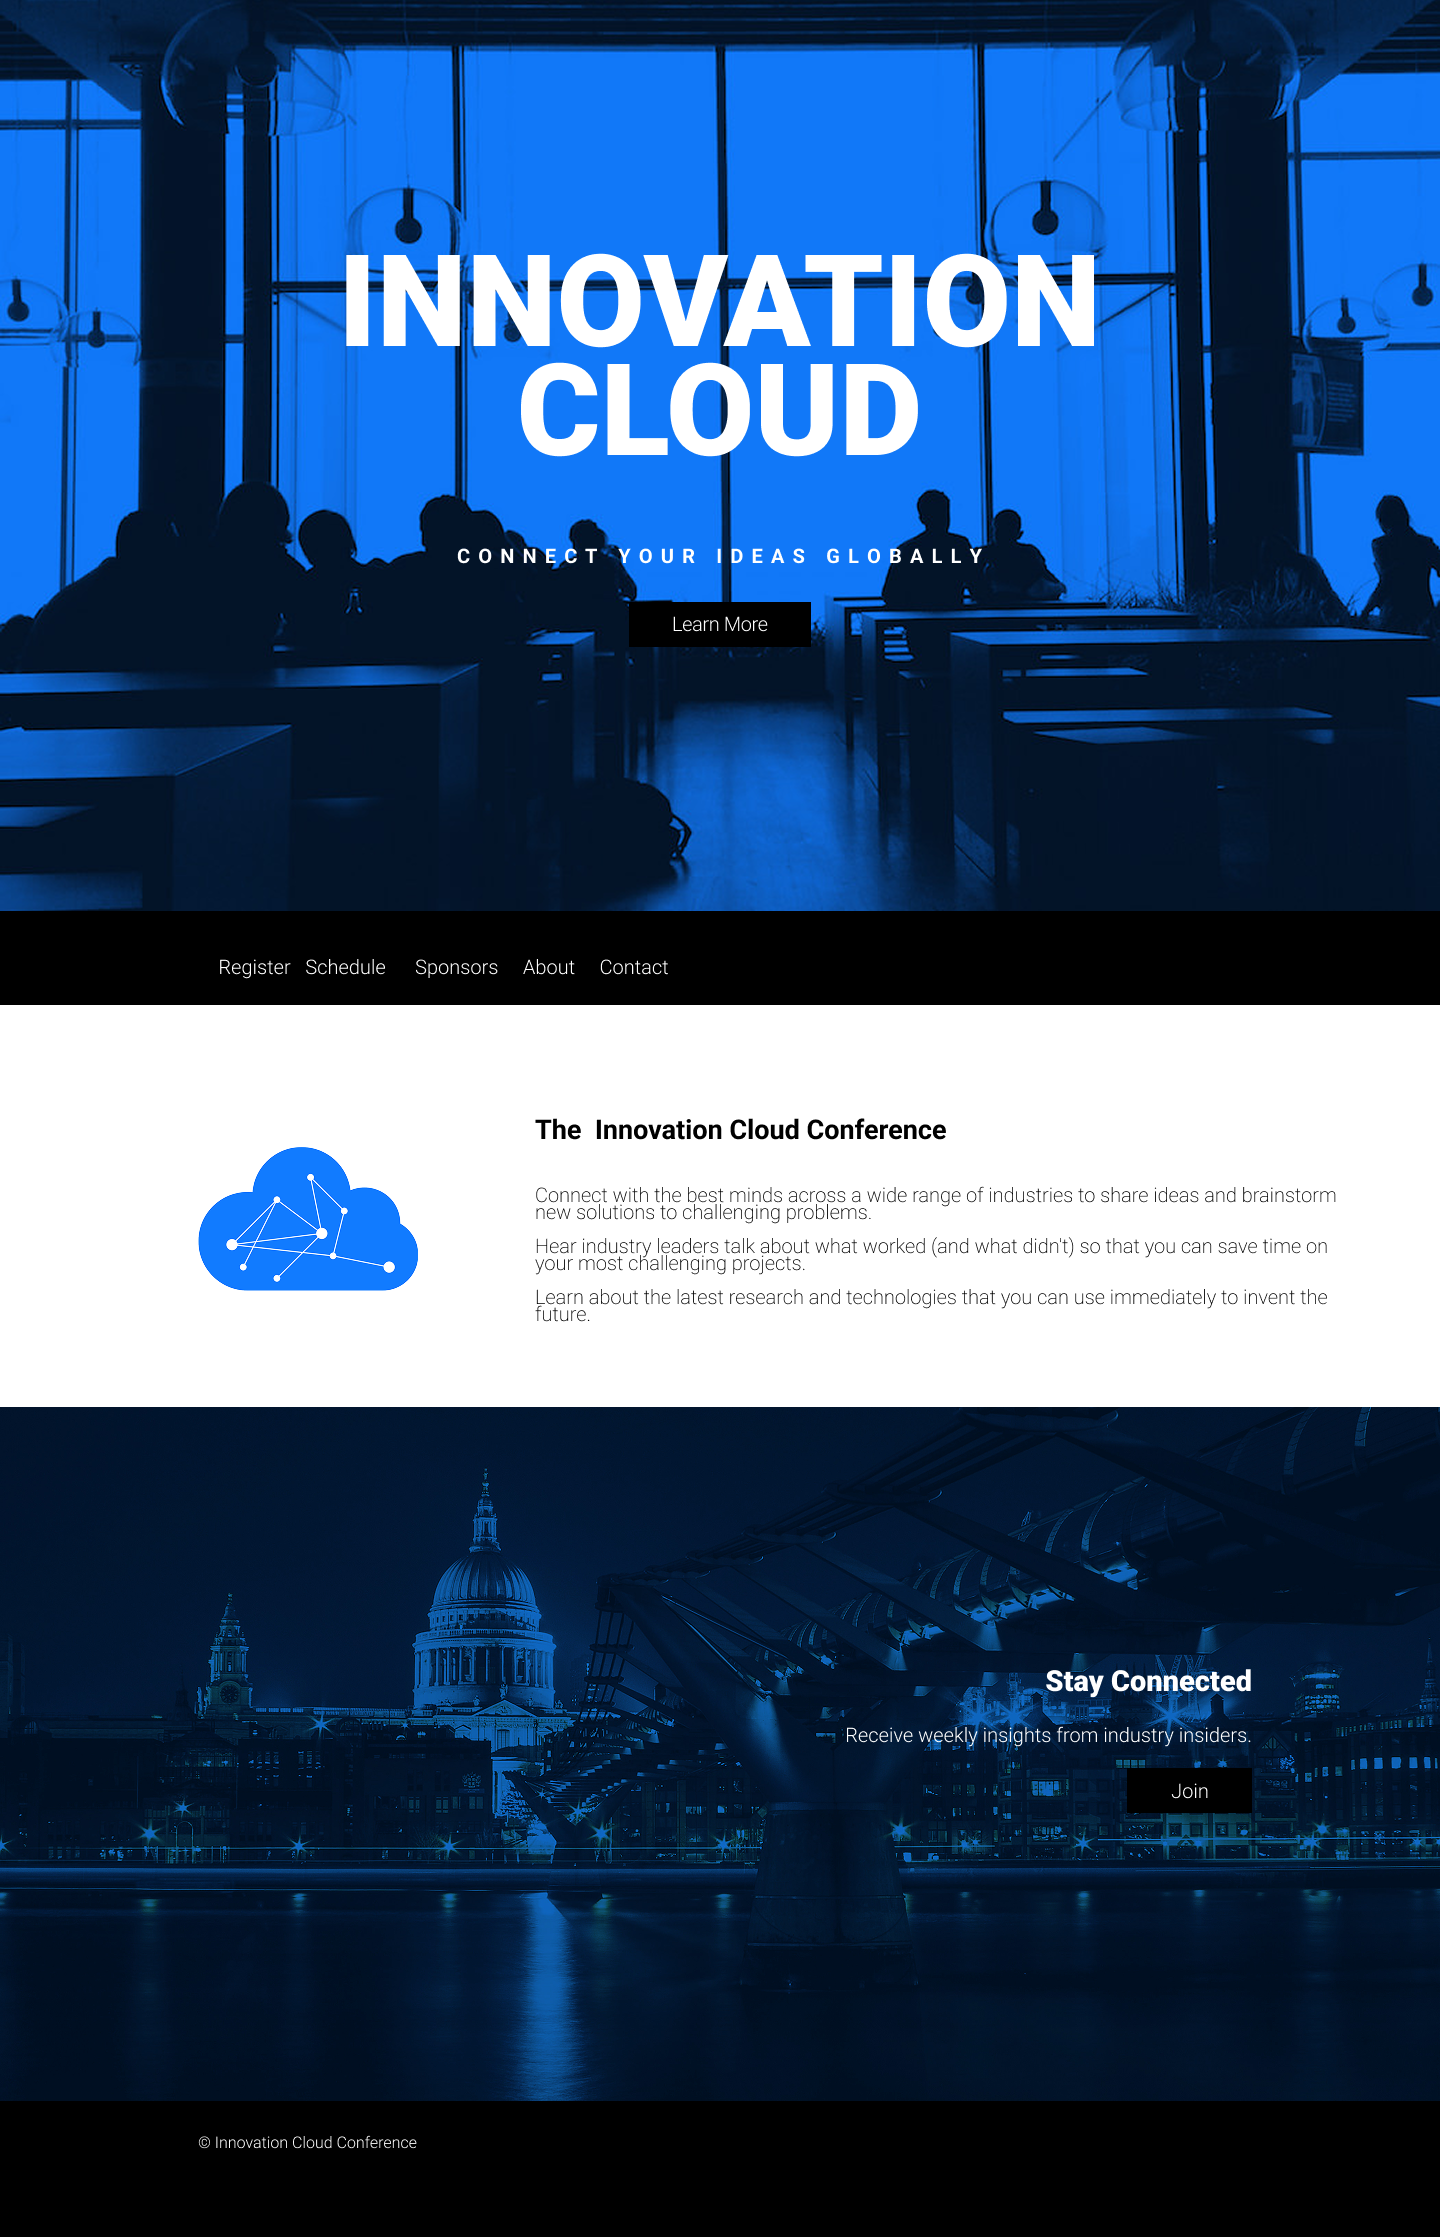 INNOVATION
CLOUD
CONNECT YOUR IDEAS GLOBALLY
Learn More
Register Schedule Sponsors About Contact
The Innovation Cloud Conference
Connect with the best minds across a wide range of industries to share ideas and brainstorm
new solutions to challenging problems.
Hear industry leaders talk about what worked (and what didn't) so that you can save time on
your most challenging projects.
Learn about the latest research and technologies that you can use immediately to invent the
future.
Stay Connected
Receive weekly insights from industry insiders.
Join
© Innovation Cloud Conference